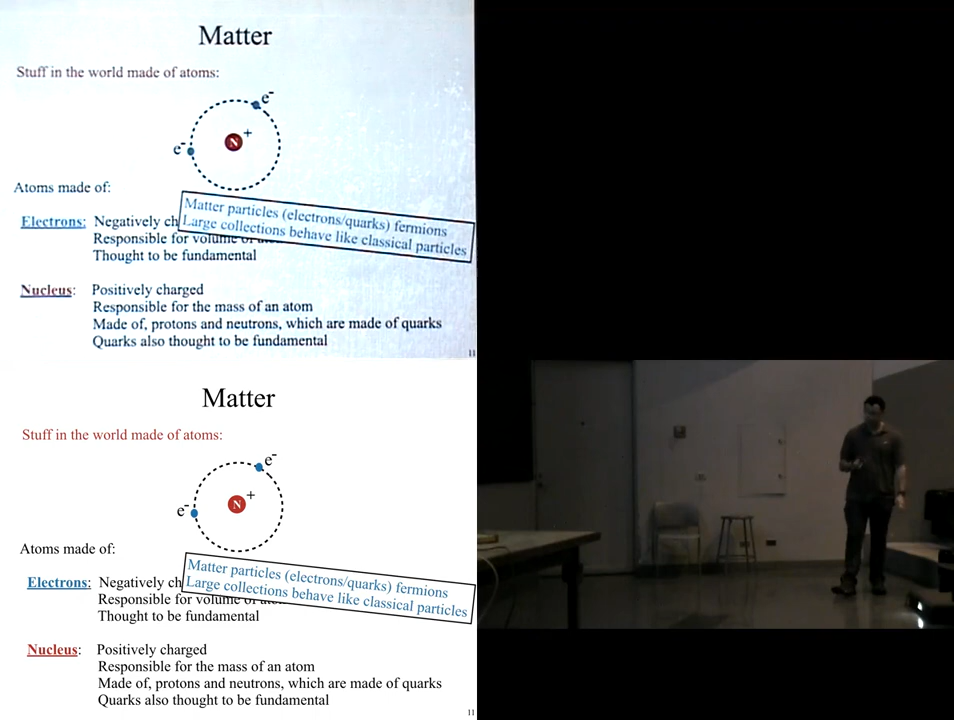 Matter
Stuff in the world made of atoms:
e-
N +
e-
Atoms made of:
Matter particles (electrons/quarks) fermions
Large collections behave like classical particles
Electrons: Negatively ch
Responsible for volume of
Thought to be fundamental
Nucleus: Positively charged
Responsible for the mass of an atom
Made of, protons and neutrons, which are made of quarks
Quarks also thought to be fundamental
11
Matter
Stuff in the world made of atoms:
e-
N +
e-
Atoms made of:
Matter particles (electrons/quarks) fermions
Large collections behave like classical particles
Electrons: Negatively ch
Responsible for volume of
Thought to be fundamental
Nucleus: Positively charged
Responsible for the mass of an atom
Made of, protons and neutrons, which are made of quarks
Quarks also thought to be fundamental
11